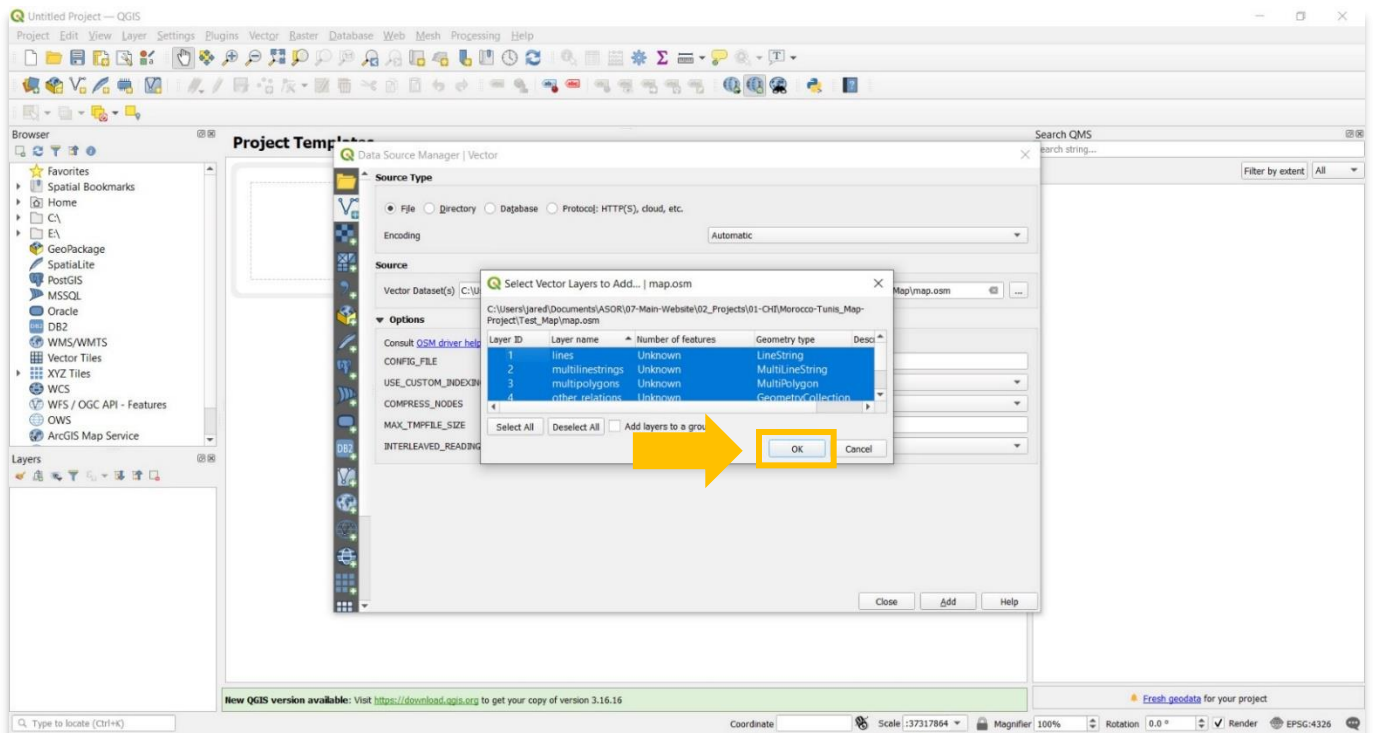 Untitled Project — QGIS
Project Edit View Layer Settings Plugins Vector Raster Database Web Mesh Processing Help
Browser
Favorites
Spatial Bookmarks
Home
C:\
E:\
GeoPackage
SpatiaLite
PostGIS
MSSQL
Oracle
DB2
WMS/WMTS
Vector Tiles
XYZ Tiles
WCS
WFS / OGC API - Features
OWS
ArcGIS Map Service
Layers
Project Templates
Data Source Manager | Vector
Source Type
File Directory Database Protocol: HTTP(S), cloud, etc.
Encoding Automatic
Source
Vector Dataset(s) C:\U Map\map.osm ...
Options
Consult OSM driver help
CONFIG_FILE
USE_CUSTOM_INDEXIN
COMPRESS_NODES
MAX_TMPFILE_SIZE
INTERLEAVED_READING
DB2
Close Add Help
Select Vector Layers to Add... | map.osm
C:\Users\jared\Documents\ASOR\07-Main-Website\02_Projects\01-CHI\Morocco-Tunis_Map-
Project\Test_Map\map.osm
Layer ID Layer name Number of features Geometry type Desc
1 lines Unknown LineString
2 multilinestrings Unknown MultiLineString
3 multipolygons Unknown MultiPolygon
4 other_relations Unknown GeometryCollection
Select All Deselect All Add layers to a grou
OK Cancel
Search QMS
earch string...
Filter by extent All
New QGIS version available: Visit https://download.qgis.org to get your copy of version 3.16.16
Fresh geodata for your project
Type to locate (Ctrl+K) Coordinate Scale :37317864 Magnifier 100% Rotation 0.0 ° Render EPSG:4326